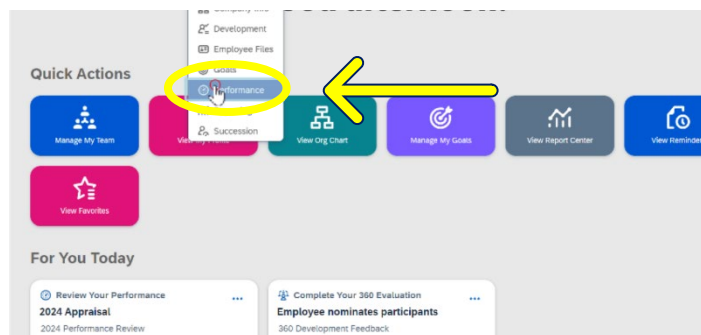 Development
Employee Files
Goals
Quick Actions
Performance
Succession
Manage My Team
View Org Chart
Manage My Goals
View Report Center
View Reminde
View Favorites
For You Today
Review Your Performance
2024 Appraisal
2024 Performance Review
Complete Your 360 Evaluation
Employee nominates participants
360 Development Feedback